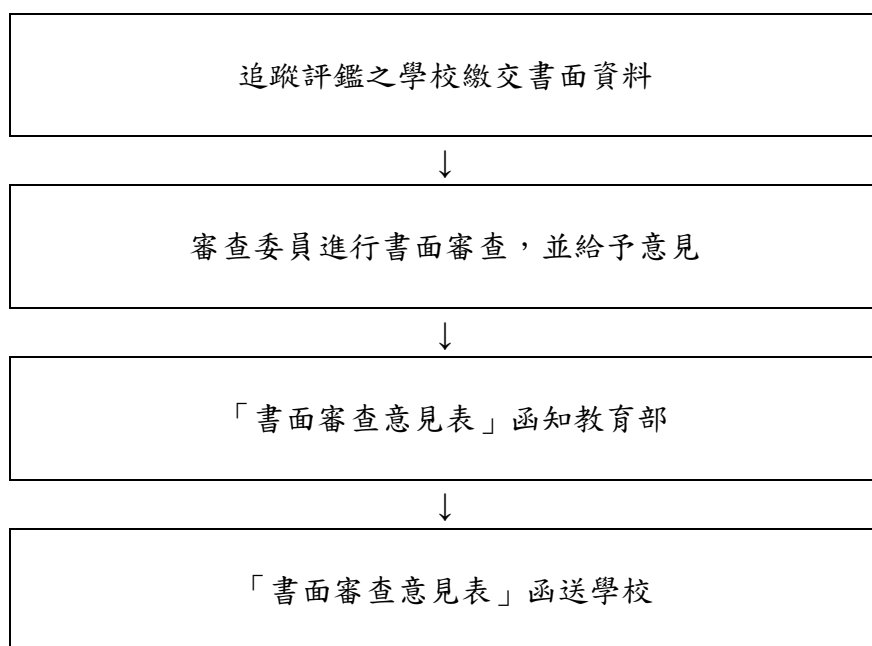 追蹤評鑑之學校繳交書面資料
↓
審查委員進行書面審查，並給予意見
↓
「書面審查意見表」函知教育部
↓
「書面審查意見表」函送學校